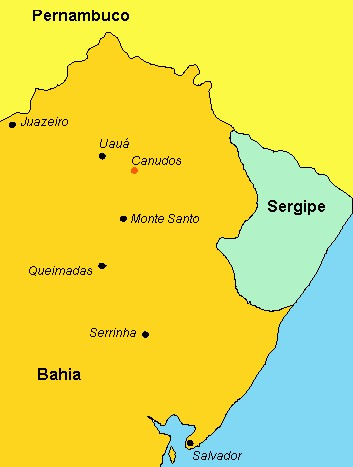 Pernambuco
Juazeiro
Uauá
Canudos
Sergipe
Monte Santo
Queimadas
Serrinha
Bahia
Salvador